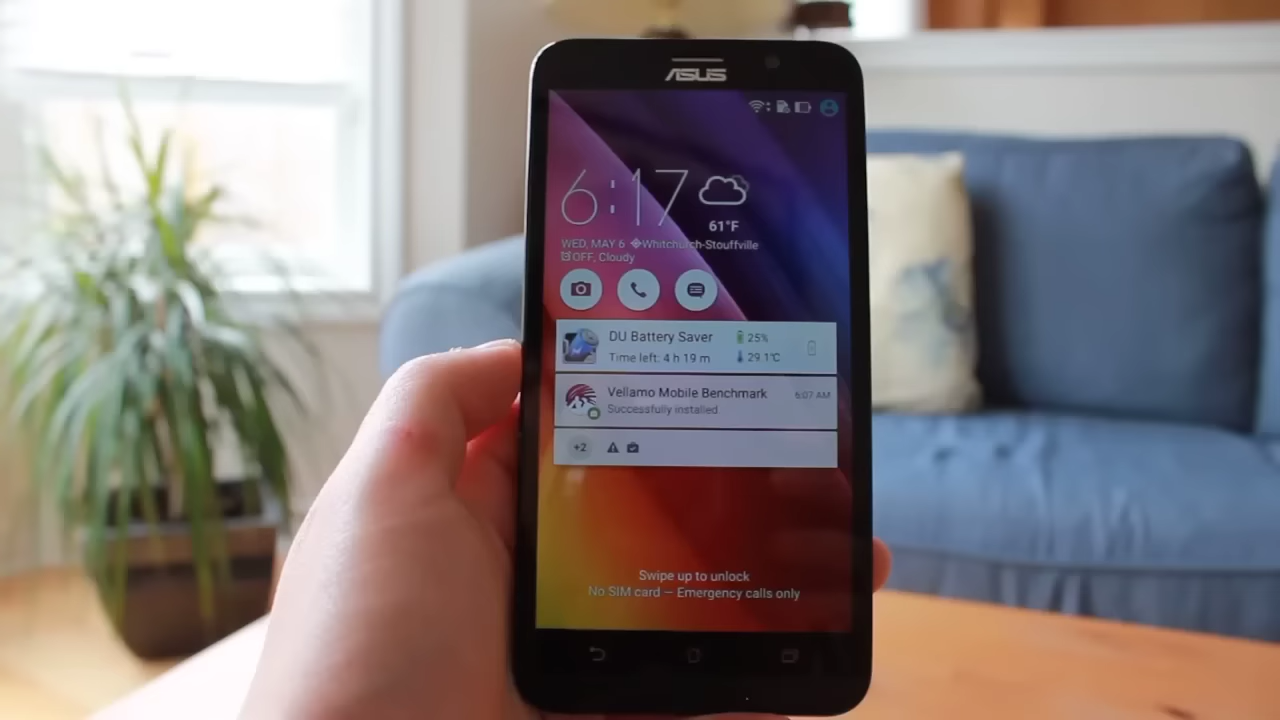 ASUS
6:17
61°F
WED, MAY 6 Whitchurch-Stouffville
OFF, Cloudy
DU Battery Saver 25%
Time left: 4 h 19 m 29.1°C
Vellamo Mobile Benchmark 6:07 AM
Successfully installed
+2
Swipe up to unlock
No SIM card — Emergency calls only